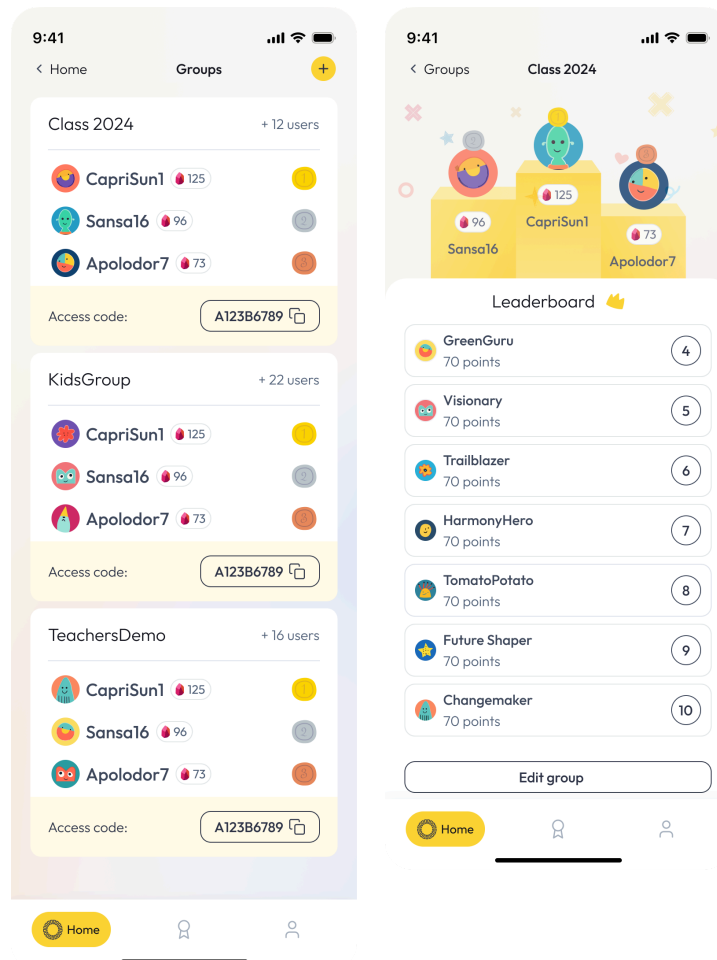 9:41
Home
Groups
+
Class 2024
+ 12 users
CapriSun1 125 1
Sansa16 96 2
Apolodor7 73 3
Access code: A123B6789
KidsGroup
+ 22 users
CapriSun1 125 1
Sansa16 96 2
Apolodor7 73 3
Access code: A123B6789
TeachersDemo
+ 16 users
CapriSun1 125 1
Sansa16 96 2
Apolodor7 73 3
Access code: A123B6789
Home
9:41
Groups
Class 2024
1
2
3
125
CapriSun1
96
Sansa16
73
Apolodor7
Leaderboard
GreenGuru
70 points
4
Visionary
70 points
5
Trailblazer
70 points
6
HarmonyHero
70 points
7
TomatoPotato
70 points
8
Future Shaper
70 points
9
Changemaker
70 points
10
Edit group
Home